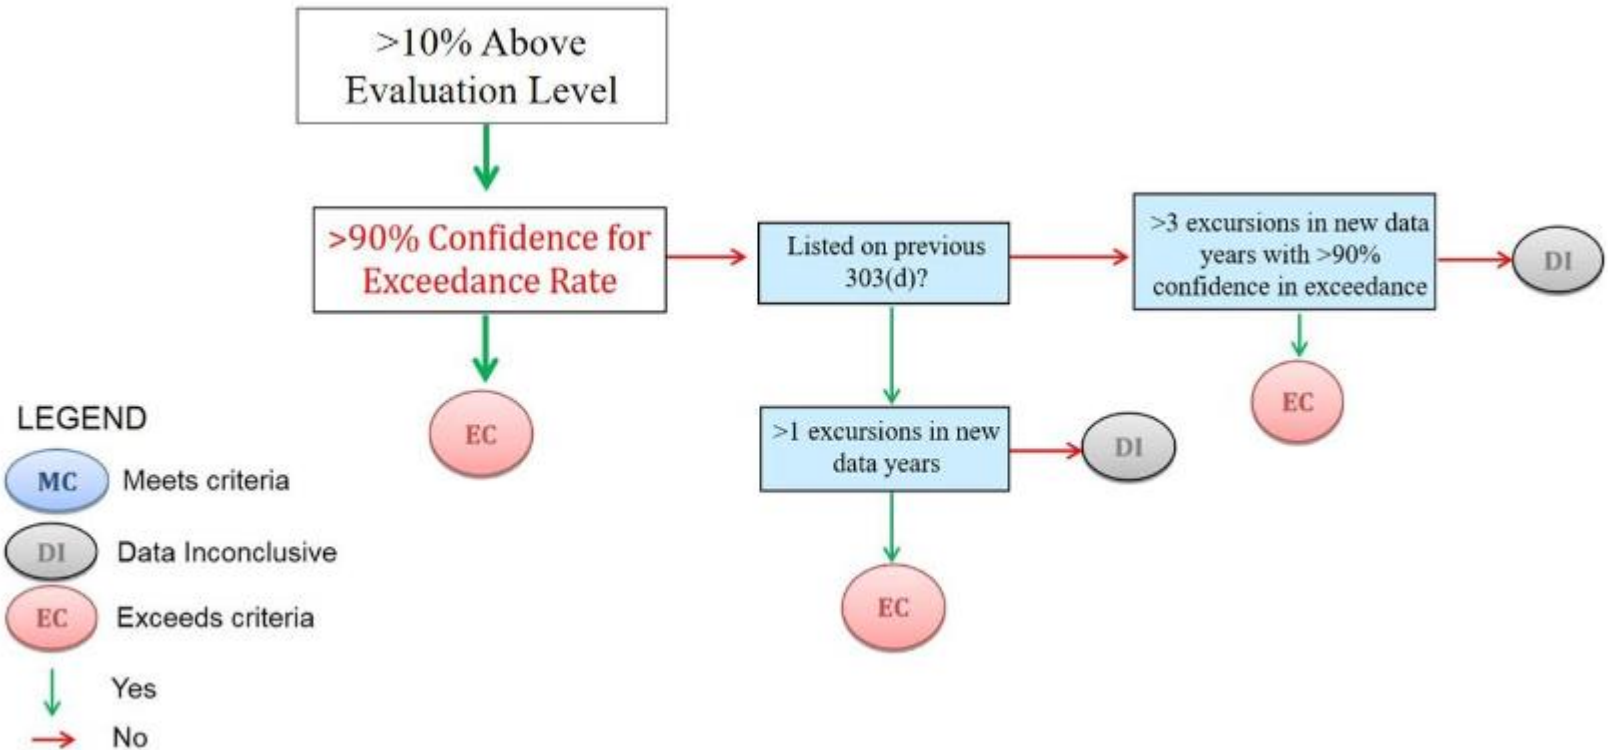 >10% Above
Evaluation Level
>90% Confidence for
Exceedance Rate
Listed on previous
303(d)?
>3 excursions in new data
years with >90%
confidence in exceedance
DI
EC
EC
>1 excursions in new
data years
DI
EC
LEGEND
MC Meets criteria
DI Data Inconclusive
EC Exceeds criteria
Yes
No